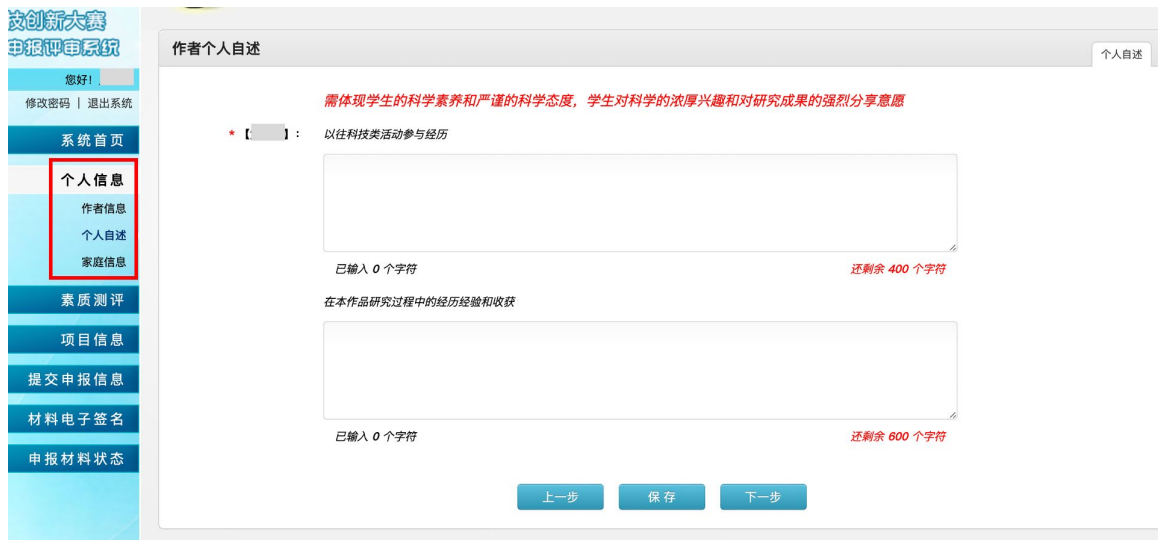 技创新大赛
申报评审系统
您好！
修改密码 | 退出系统
系统首页
个人信息
作者信息
个人自述
家庭信息
素质测评
项目信息
提交申报信息
材料电子签名
申报材料状态
作者个人自述
个人自述
需体现学生的科学素养和严谨的科学态度，学生对科学的浓厚兴趣和对研究成果的强烈分享意愿
*【 】： 以往科技类活动参与经历
已输入 0 个字符 还剩余 400 个字符
在本作品研究过程中的经历经验和收获
已输入 0 个字符 还剩余 600 个字符
上一步 保存 下一步